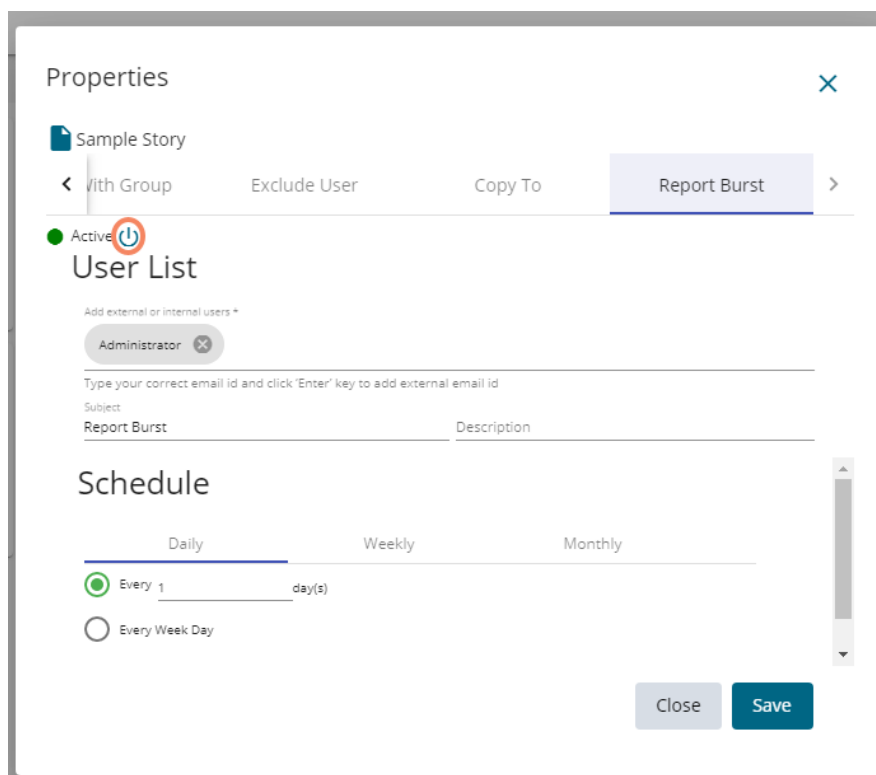 Properties
Sample Story
With Group Exclude User Copy To Report Burst
Active
User List
Add external or internal users *
Administrator
Type your correct email id and click 'Enter' key to add external email id
Subject
Report Burst Description
Schedule
Daily Weekly Monthly
Every 1 day(s)
Every Week Day
Close Save